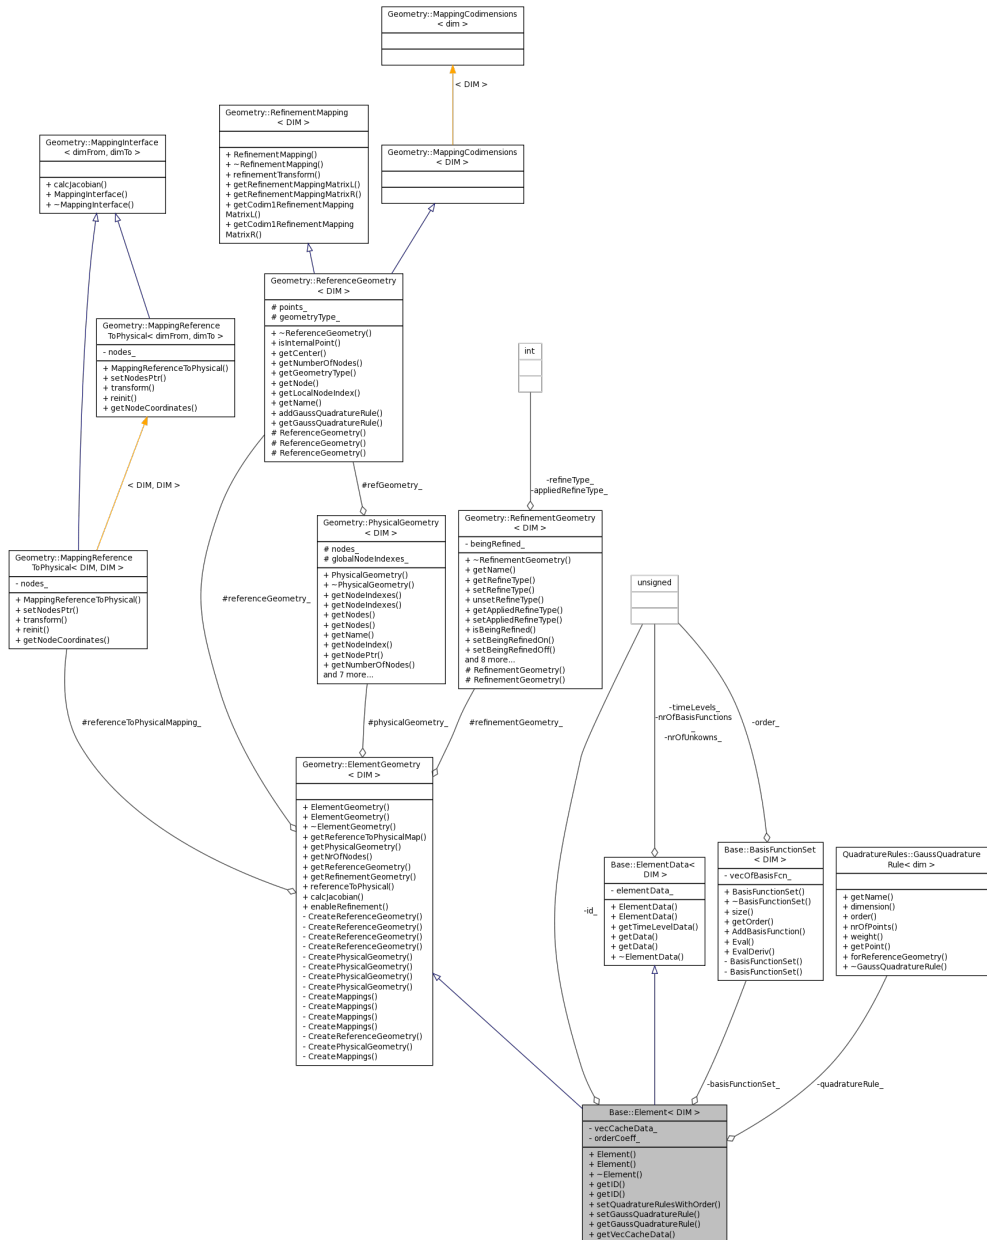 Geometry::MappingCodimensions
< dim >
< DIM >
Geometry::RefinementMapping
< DIM >
+ RefinementMapping()
+ ~RefinementMapping()
+ refinementTransform()
+ getRefinementMappingMatrixL()
+ getRefinementMappingMatrixR()
+ getCodim1RefinementMapping
MatrixL()
+ getCodim1RefinementMapping
MatrixR()
Geometry::MappingInterface
< dimFrom, dimTo >
+ calcJacobian()
+ MappingInterface()
+ ~MappingInterface()
Geometry::MappingCodimensions
< DIM >
Geometry::ReferenceGeometry
< DIM >
# points_
# geometryType_
+ ~ReferenceGeometry()
+ isInternalPoint()
+ getCenter()
+ getNumberOfNodes()
+ getGeometryType()
+ getNode()
+ getLocalNodeIndex()
+ getName()
+ addGaussQuadratureRule()
+ getGaussQuadratureRule()
# ReferenceGeometry()
# ReferenceGeometry()
# ReferenceGeometry()
Geometry::MappingReference
ToPhysical< dimFrom, dimTo >
- nodes_
+ MappingReferenceToPhysical()
+ setNodesPtr()
+ transform()
+ reinit()
+ getNodeCoordinates()
int
< DIM, DIM >
#refGeometry_
-refineType_
-appliedRefineType_
Geometry::PhysicalGeometry
< DIM >
# nodes_
# globalNodeIndexes_
+ PhysicalGeometry()
+ ~PhysicalGeometry()
+ getNodeIndexes()
+ getNodeIndexes()
+ getNodes()
+ getNodes()
+ getName()
+ getNodeIndex()
+ getNodePtr()
+ getNumberOfNodes()
and 7 more...
Geometry::RefinementGeometry
< DIM >
- beingRefined_
+ ~RefinementGeometry()
+ getName()
+ getRefineType()
+ setRefineType()
+ unsetRefineType()
+ getAppliedRefineType()
+ setAppliedRefineType()
+ isBeingRefined()
+ setBeingRefinedOn()
+ setBeingRefinedOff()
and 8 more...
# RefinementGeometry()
# RefinementGeometry()
Geometry::MappingReference
ToPhysical< DIM, DIM >
- nodes_
+ MappingReferenceToPhysical()
+ setNodesPtr()
+ transform()
+ reinit()
+ getNodeCoordinates()
unsigned
#referenceGeometry_
#referenceToPhysicalMapping_
#physicalGeometry_
#refinementGeometry_
-timeLevels_
-nrOfBasisFunctions
_
-nrOfUnkowns_
-order_
Geometry::ElementGeometry
< DIM >
+ ElementGeometry()
+ ElementGeometry()
+ ~ElementGeometry()
+ getReferenceToPhysicalMap()
+ getPhysicalGeometry()
+ getNrOfNodes()
+ getReferenceGeometry()
+ getRefinementGeometry()
+ referenceToPhysical()
+ calcJacobian()
+ enableRefinement()
- CreateReferenceGeometry()
- CreateReferenceGeometry()
- CreateReferenceGeometry()
- CreateReferenceGeometry()
- CreatePhysicalGeometry()
- CreatePhysicalGeometry()
- CreatePhysicalGeometry()
- CreatePhysicalGeometry()
- CreateMappings()
- CreateMappings()
- CreateMappings()
- CreateMappings()
- CreateReferenceGeometry()
- CreatePhysicalGeometry()
- CreateMappings()
-id_
Base::ElementData<
DIM >
- elementData_
+ ElementData()
+ ElementData()
+ getTimeLevelData()
+ getData()
+ getData()
+ ~ElementData()
Base::BasisFunctionSet
< DIM >
- vecOfBasisFcn_
+ BasisFunctionSet()
+ ~BasisFunctionSet()
+ size()
+ getOrder()
+ AddBasisFunction()
+ Eval()
+ EvalDeriv()
- BasisFunctionSet()
- BasisFunctionSet()
QuadratureRules::GaussQuadrature
Rule< dim >
+ getName()
+ dimension()
+ order()
+ nrOfPoints()
+ weight()
+ getPoint()
+ forReferenceGeometry()
+ ~GaussQuadratureRule()
-basisFunctionSet_
-quadratureRule_
Base::Element< DIM >
- vecCacheData_
- orderCoeff_
+ Element()
+ Element()
+ ~Element()
+ getID()
+ getID()
+ setQuadratureRulesWithOrder()
+ setGaussQuadratureRule()
+ getGaussQuadratureRule()
+ getVecCacheData()